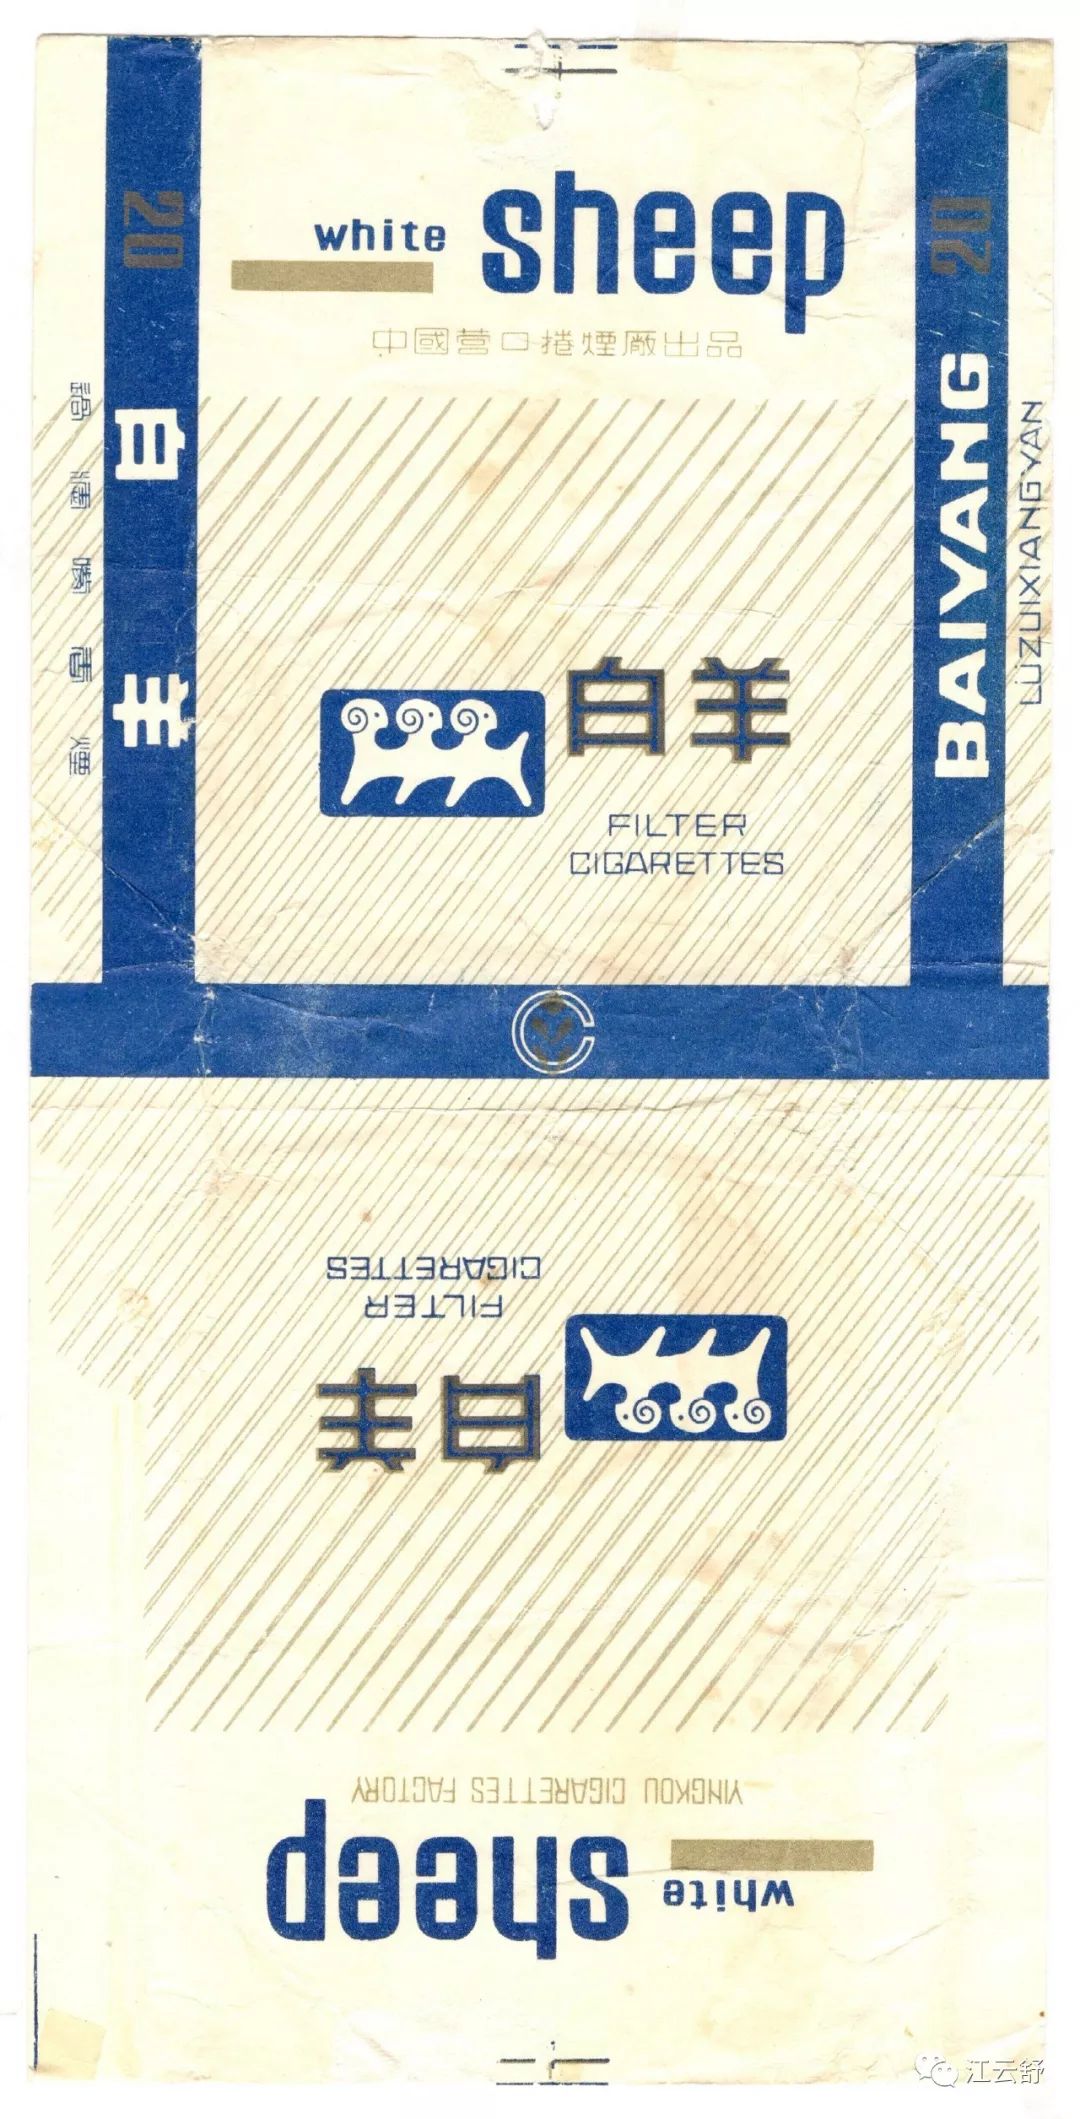 white sheep
中國营口捲煙廠出品
白羊
FILTER
CIGARETTES
20
白羊
濾嘴香煙
20
BAIYANG
LÜZUIXIANGYAN
FILTER
CIGARETTES
白羊
YINGKOU CIGARETTES FACTORY
white sheep
江云舒